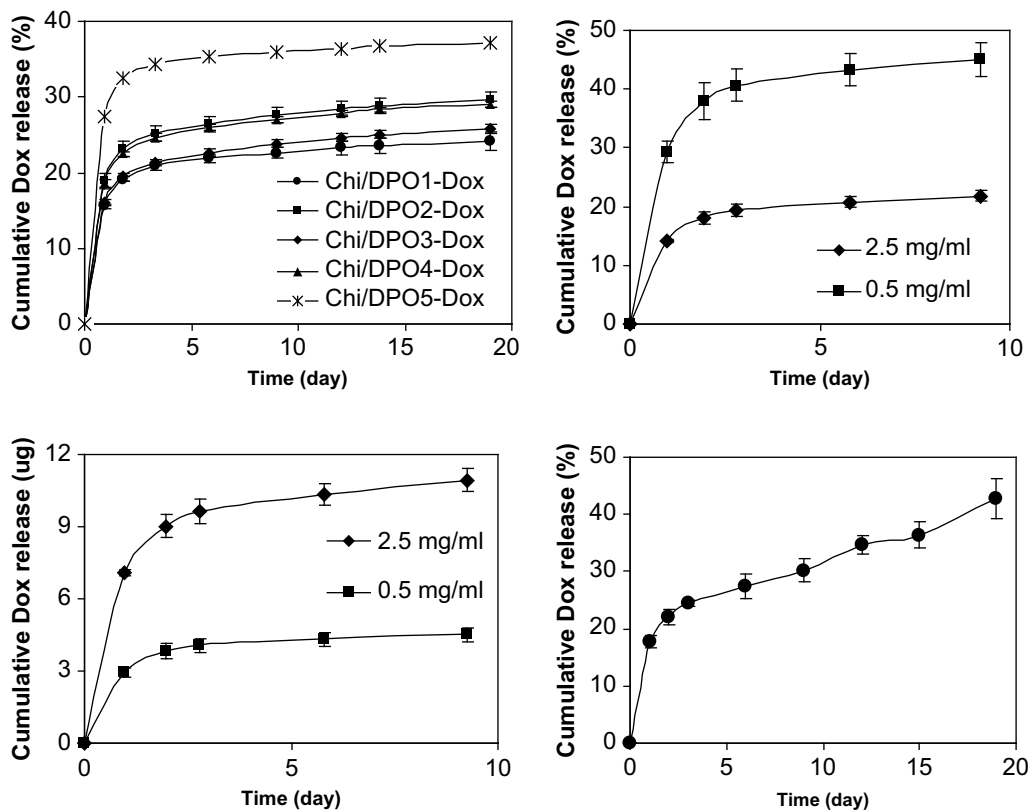 Cumulative Dox release (%)
40
30
20
10
0
Chi/DPO1-Dox
Chi/DPO2-Dox
Chi/DPO3-Dox
Chi/DPO4-Dox
Chi/DPO5-Dox
0 5 10 15 20
Time (day)
Cumulative Dox release (%)
50
40
30
20
10
0
2.5 mg/ml
0.5 mg/ml
0 5 10
Time (day)
Cumulative Dox release (ug)
12
9
6
3
0
2.5 mg/ml
0.5 mg/ml
0 5 10
Time (day)
Cumulative Dox release (%)
50
40
30
20
10
0
0 5 10 15 20
Time (day)